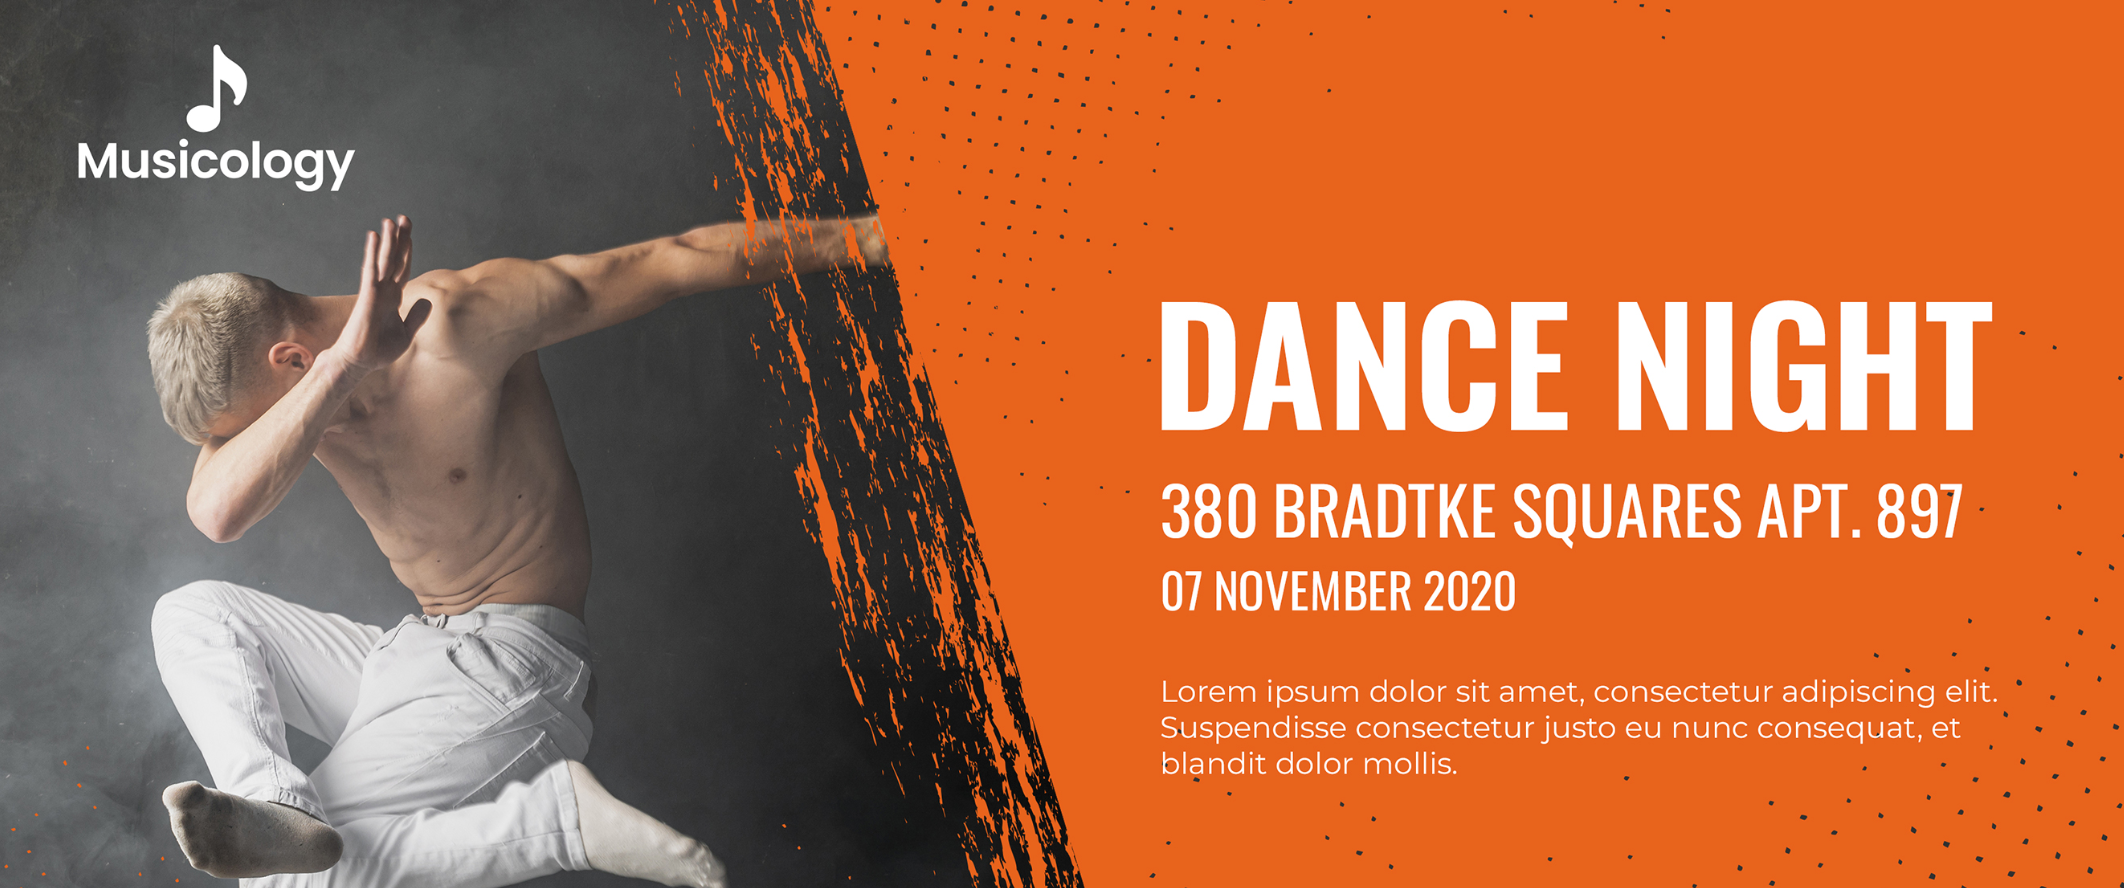 Musicology
DANCE NIGHT
380 BRADTKE SQUARES APT. 897
07 NOVEMBER 2020
Lorem ipsum dolor sit amet, consectetur adipiscing elit.
Suspendisse consectetur justo eu nunc consequat, et
blandit dolor mollis.